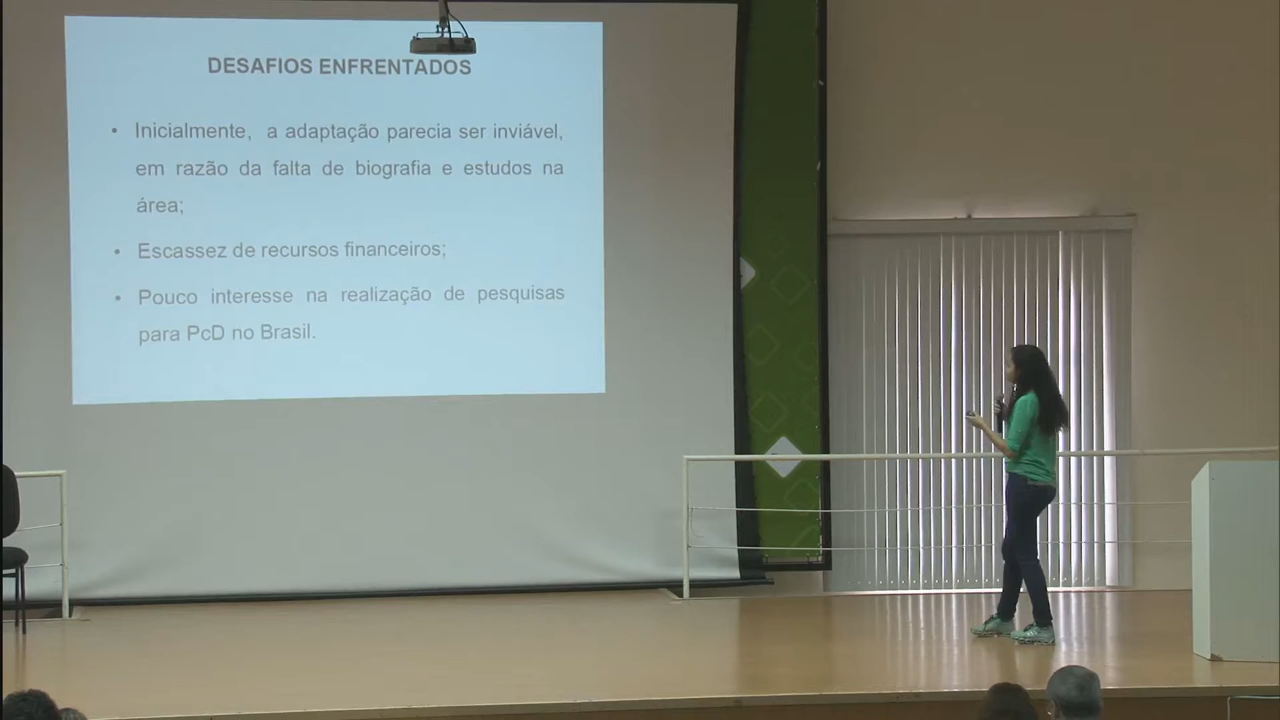 DESAFIOS ENFRENTADOS
• Inicialmente, a adaptação parecia ser inviável,
em razão da falta de biografia e estudos na
área;
• Escassez de recursos financeiros;
• Pouco interesse na realização de pesquisas
para PcD no Brasil.